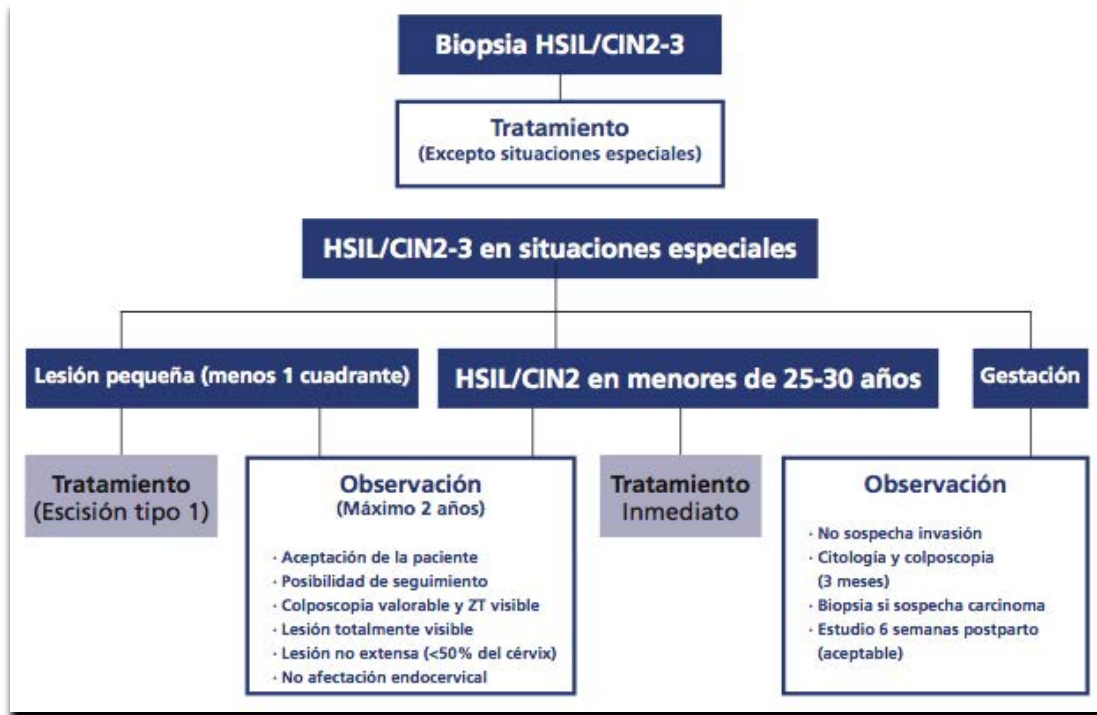 Biopsia HSIL/CIN2-3
Tratamiento
(Excepto situaciones especiales)
HSIL/CIN2-3 en situaciones especiales
Lesión pequeña (menos 1 cuadrante)
HSIL/CIN2 en menores de 25-30 años
Gestación
Tratamiento
(Escisión tipo 1)
Observación
(Máximo 2 años)
· Aceptación de la paciente
· Posibilidad de seguimiento
· Colposcopia valorable y ZT visible
· Lesión totalmente visible
· Lesión no extensa (<50% del cérvix)
· No afectación endocervical
Tratamiento
Inmediato
Observación
· No sospecha invasión
· Citología y colposcopia
(3 meses)
· Biopsia si sospecha carcinoma
· Estudio 6 semanas postparto
(aceptable)